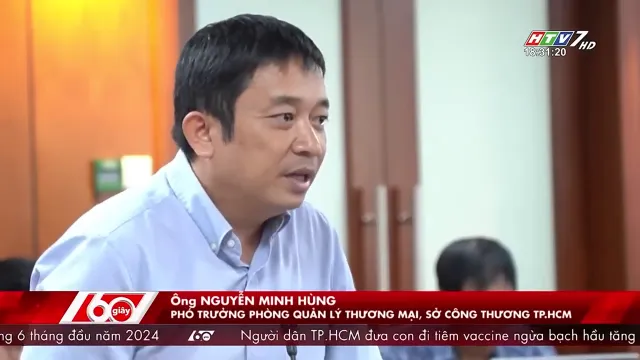 HTV7 HD
18:31:20
60 giây
Ông NGUYỄN MINH HÙNG
PHÓ TRƯỞNG PHÒNG QUẢN LÝ THƯƠNG MẠI, SỞ CÔNG THƯƠNG TP.HCM
6 tháng đầu năm 2024 Người dân TP.HCM đưa con đi tiêm vaccine ngừa bạch hầu tăng